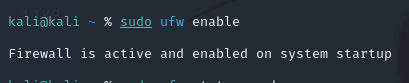 kali@kali ~ % sudo ufw enable
Firewall is active and enabled on system startup